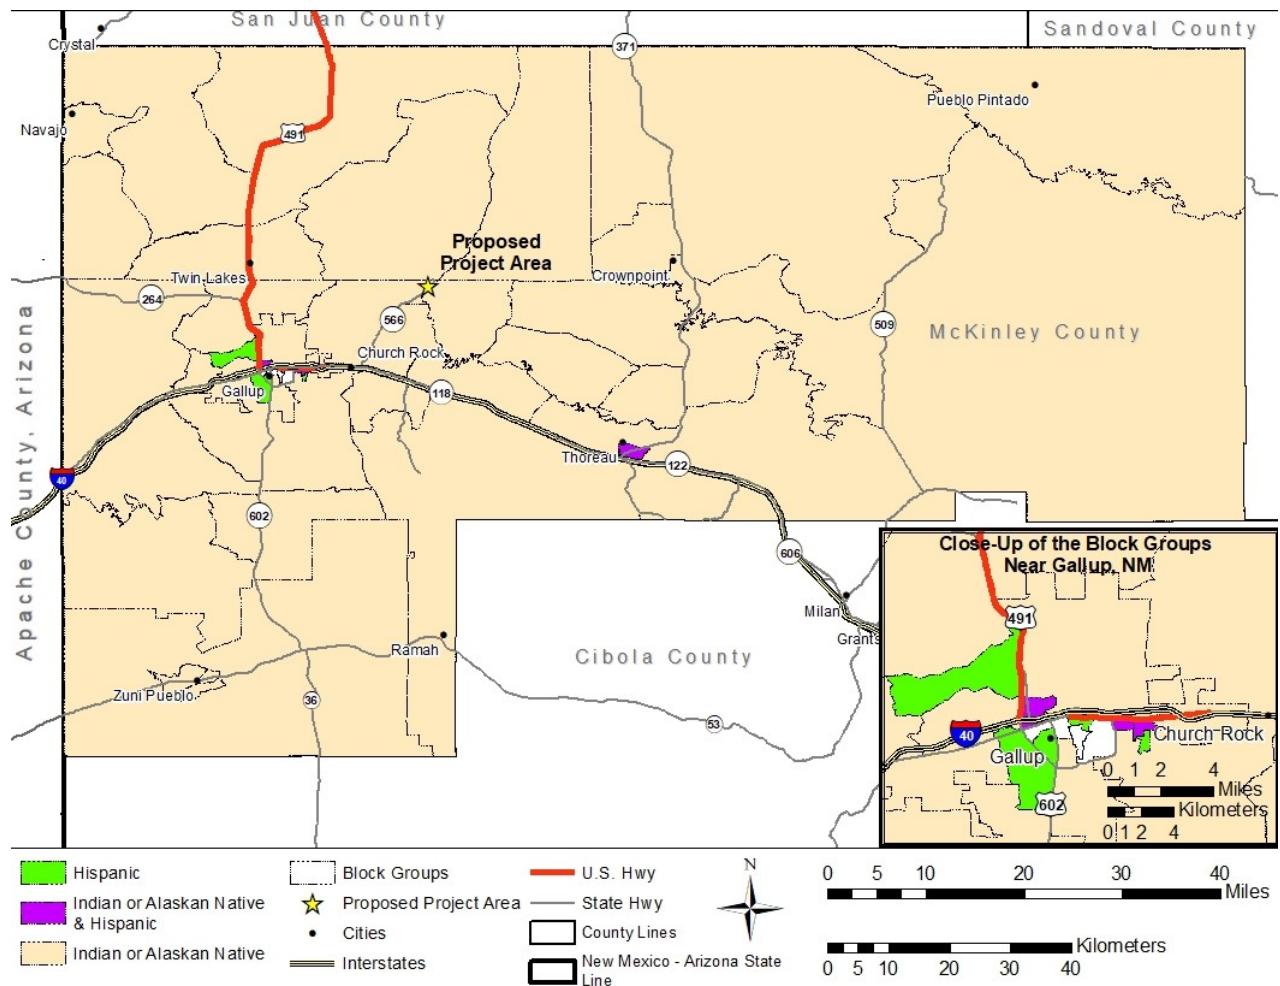 San Juan County
Sandoval County
Crystal
371
Pueblo Pintado
Navajo
491
Proposed
Project Area
Twin Lakes
Crownpoint
264
566
509
McKinley County
Church Rock
Gallup
118
Apache County, Arizona
Thoreau
122
40
602
606
Milan
Grants
Ramah
Cibola County
Zuni Pueblo
36
53
Close-Up of the Block Groups
Near Gallup, NM
491
40
Church Rock
Gallup
0 1 2 4
Miles
602
Kilometers
0 1 2 4
Hispanic
Indian or Alaskan Native
& Hispanic
Indian or Alaskan Native
Block Groups
Proposed Project Area
Cities
Interstates
U.S. Hwy
State Hwy
County Lines
New Mexico - Arizona State
Line
N
0 5 10 20 30 40
Miles
Kilometers
0 5 10 20 30 40